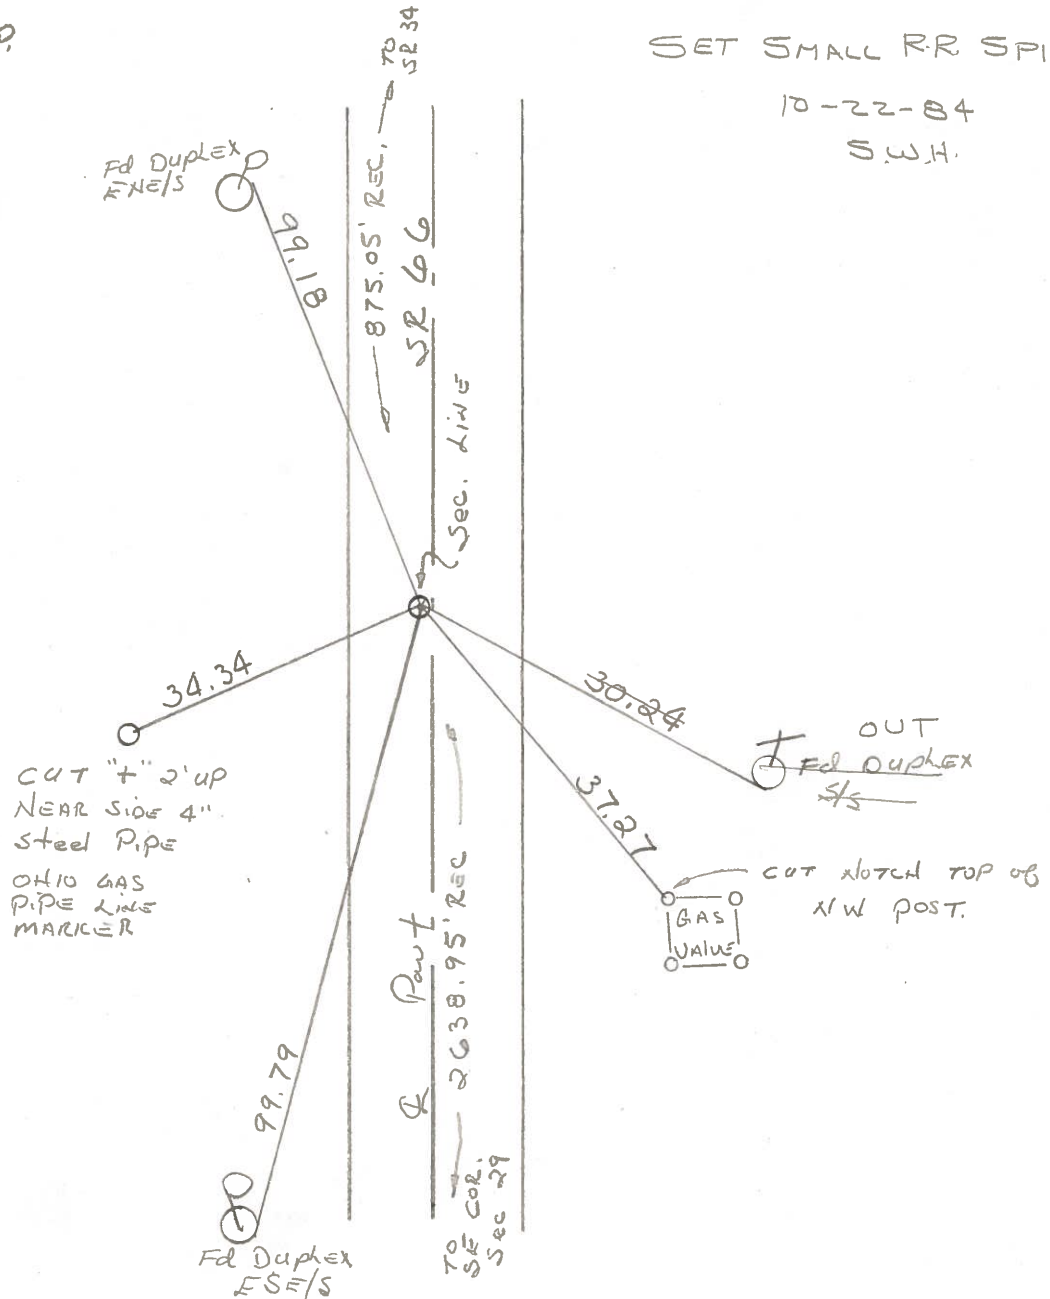 SET SMALL R.R SPI
10-22-84
S.W.H.
TO
SR 34
875.05' REC.
SR 66
Sec. LINE
Fd DupLEX
ENE/S
99.18
34.34
CUT "+" 2' UP
NEAR SIDE 4"
Steel PIPE
OHIO GAS
PIPE LINE
MARKER
30.24
OUT
Fd DupLEX
S/S
37.27
CUT NOTCH TOP of
NW POST.
GAS
VALVE
℄ Pavt
2638.95' REC
TO
SE COR.
Sec 29
99.79
Fd DupLEX
ESE/S